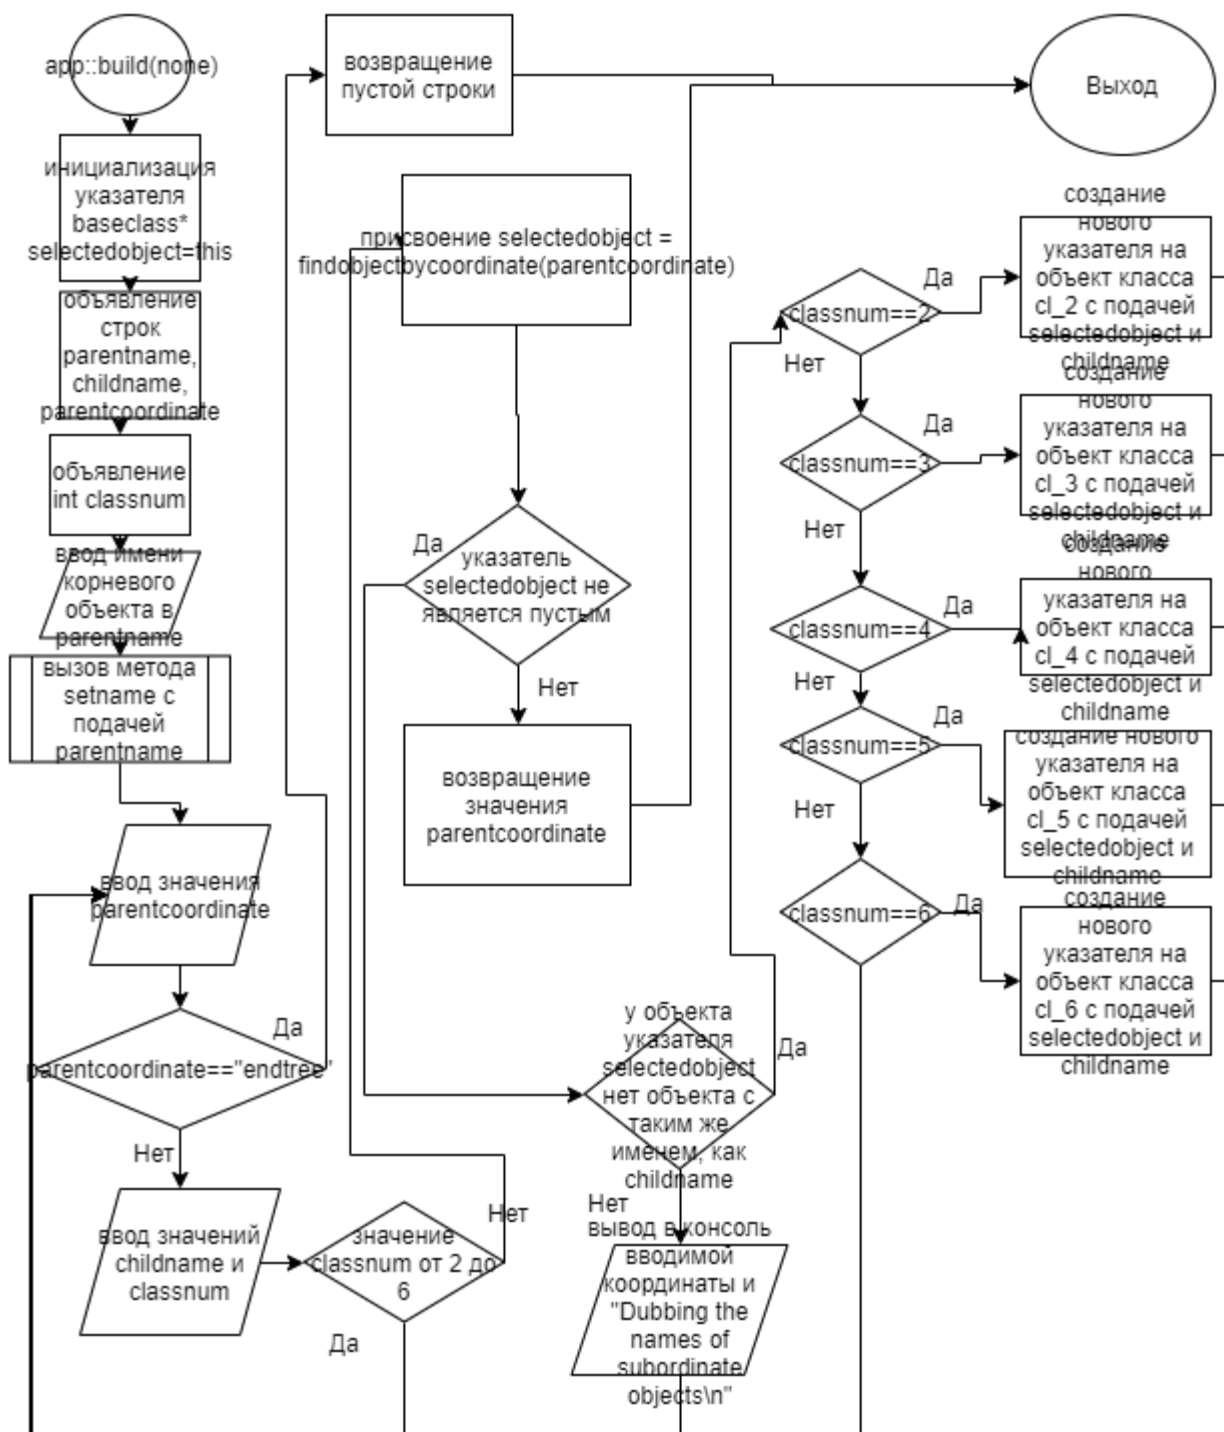 app::build(none)
инициализация
указателя
baseclass*
selectedobject=this
объявление
строк
parentname,
childname,
parentcoordinate
объявление
int classnum
ввод имени
корневого
объекта в
parentname
вызов метода
setname с
подачей
parentname
ввод значения
parentcoordinate
Да
parentcoordinate=="endtree"
Нет
ввод значений
childname и
classnum
значение
classnum от 2 до
6
Нет
Да
возвращение
пустой строки
присвоение selectedobject =
findobjectbycoordinate(parentcoordinate)
Да
указатель
selectedobject не
является пустым
Нет
возвращение
значения
parentcoordinate
у объекта
указателя
selectedobject
нет объекта с
таким же
именем, как
childname
Да
Нет
вывод в консоль
вводимой
координаты и
"Dubbing the
names of
subordinate
objects\n"
Выход
classnum==2
Да
Нет
создание
нового
указателя на
объект класса
cl_2 с подачей
selectedobject и
childname
classnum==3
Да
Нет
создание
нового
указателя на
объект класса
cl_3 с подачей
selectedobject и
childname
classnum==4
Да
Нет
создание
нового
указателя на
объект класса
cl_4 с подачей
selectedobject и
childname
classnum==5
Да
Нет
создание нового
указателя на
объект класса
cl_5 с подачей
selectedobject и
childname
classnum==6
Да
создание
нового
указателя на
объект класса
cl_6 с подачей
selectedobject и
childname